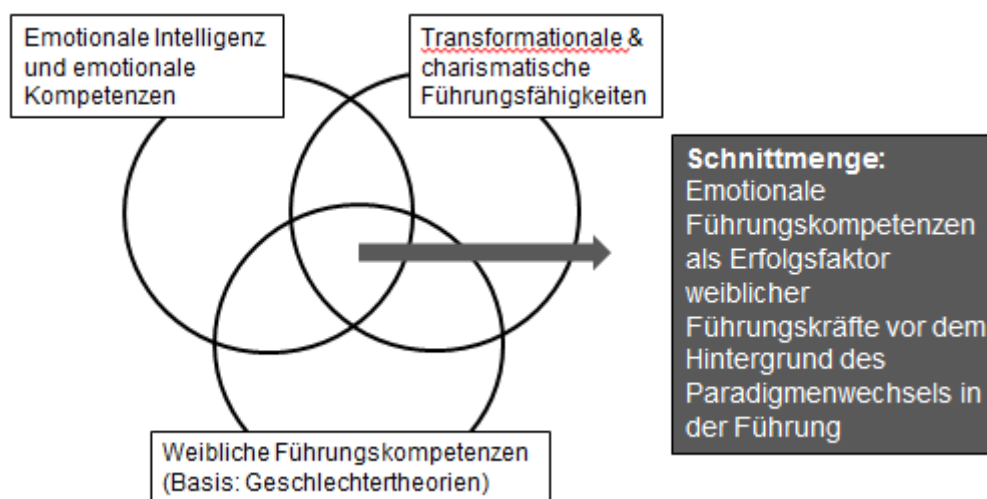 Emotionale Intelligenz
und emotionale
Kompetenzen
Transformationale &
charismatische
Führungsfähigkeiten
Schnittmenge:
Emotionale
Führungskompetenzen
als Erfolgsfaktor
weiblicher
Führungskräfte vor dem
Hintergrund des
Paradigmenwechsels in
der Führung
Weibliche Führungskompetenzen
(Basis: Geschlechtertheorien)